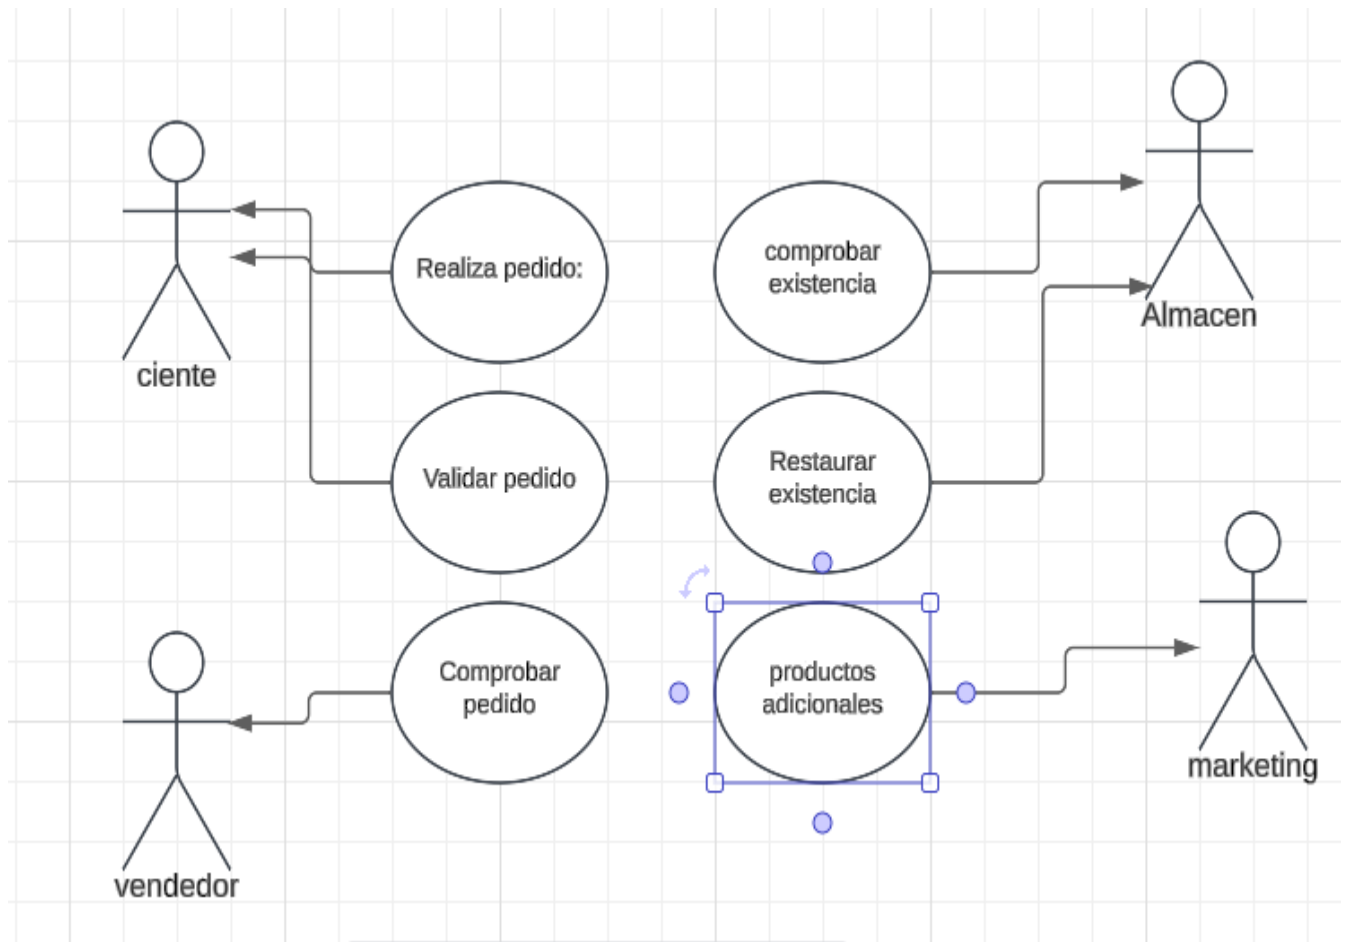 Realiza pedido:
comprobar
existencia
Almacen
ciente
Validar pedido
Restaurar
existencia
Comprobar
pedido
productos
adicionales
marketing
vendedor